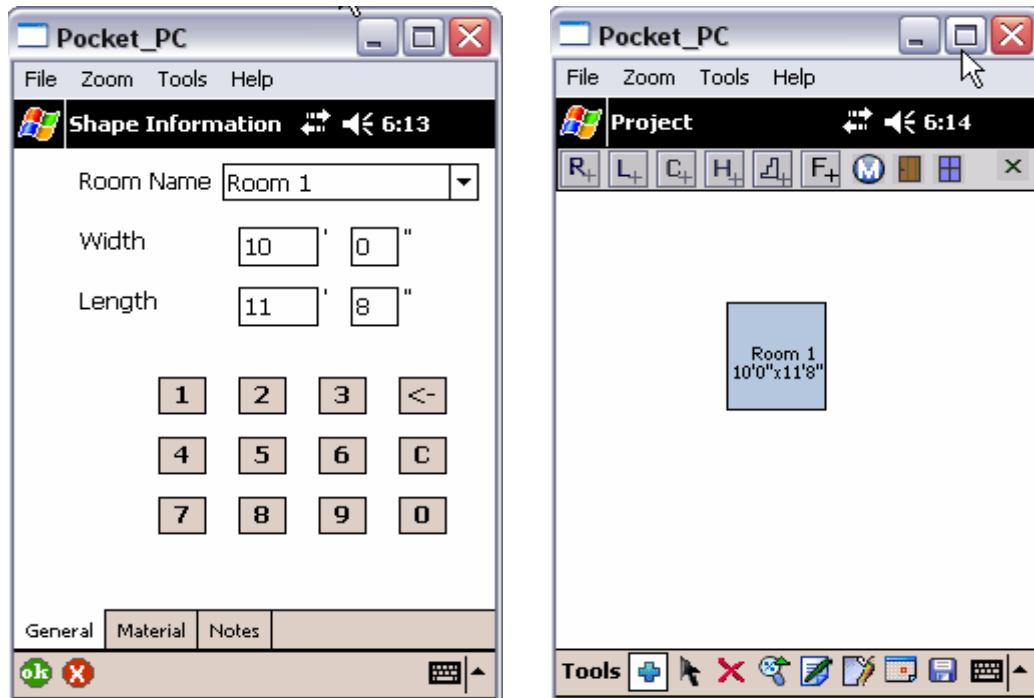 Pocket_PC
File Zoom Tools Help
Shape Information 6:13
Room Name Room 1
Width 10 ' 0 "
Length 11 ' 8 "
1 2 3 <-
4 5 6 C
7 8 9 0
General Material Notes
ok
Pocket_PC
File Zoom Tools Help
Project 6:14
R+ L+ C+ H+ F+ M
Room 1
10'0"x11'8"
Tools